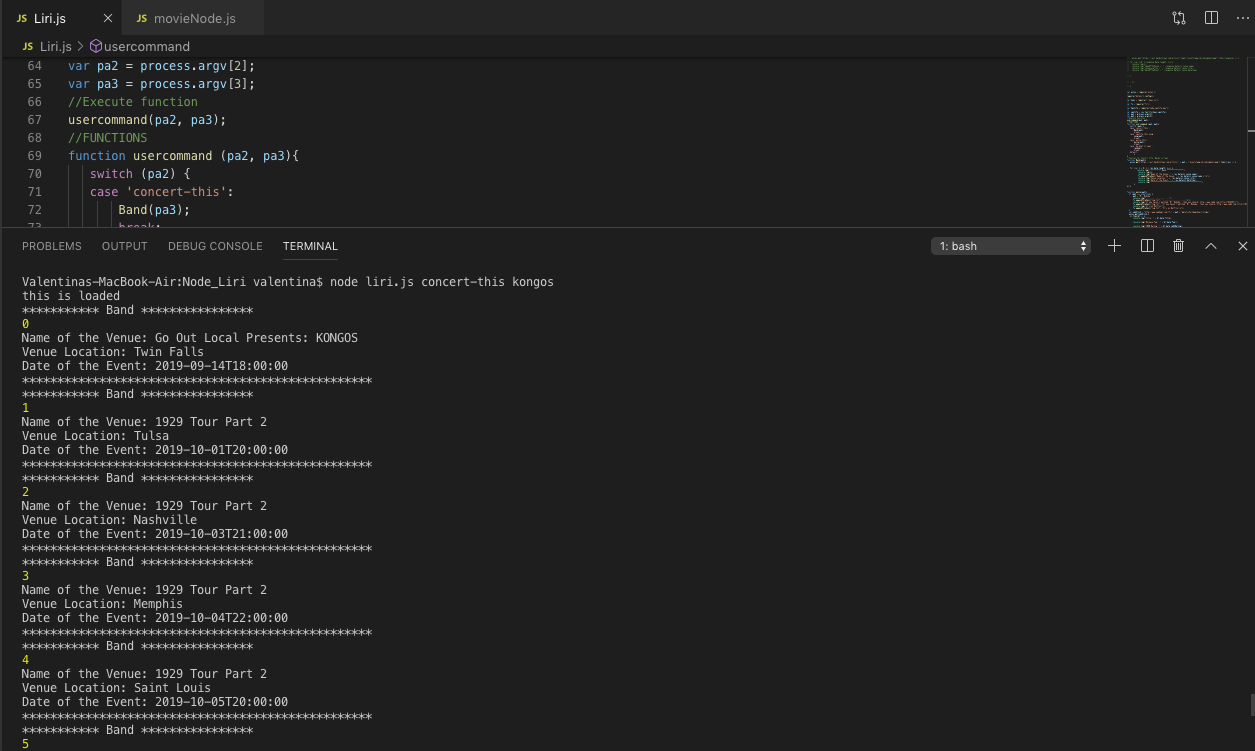 JS Liri.js × JS movieNode.js ...
JS Liri.js > usercommand
64 var pa2 = process.argv[2];
65 var pa3 = process.argv[3];
66 //Execute function
67 usercommand(pa2, pa3);
68 //FUNCTIONS
69 function usercommand (pa2, pa3){
70 switch (pa2) {
71 case 'concert-this':
72 Band(pa3);
73 break;
PROBLEMS OUTPUT DEBUG CONSOLE TERMINAL 1: bash
Valentinas-MacBook-Air:Node_Liri valentina$ node liri.js concert-this kongos
this is loaded
*********** Band ****************
0
Name of the Venue: Go Out Local Presents: KONGOS
Venue Location: Twin Falls
Date of the Event: 2019-09-14T18:00:00
**************************************************
*********** Band ****************
1
Name of the Venue: 1929 Tour Part 2
Venue Location: Tulsa
Date of the Event: 2019-10-01T20:00:00
**************************************************
*********** Band ****************
2
Name of the Venue: 1929 Tour Part 2
Venue Location: Nashville
Date of the Event: 2019-10-03T21:00:00
**************************************************
*********** Band ****************
3
Name of the Venue: 1929 Tour Part 2
Venue Location: Memphis
Date of the Event: 2019-10-04T22:00:00
**************************************************
*********** Band ****************
4
Name of the Venue: 1929 Tour Part 2
Venue Location: Saint Louis
Date of the Event: 2019-10-05T20:00:00
**************************************************
*********** Band ****************
5